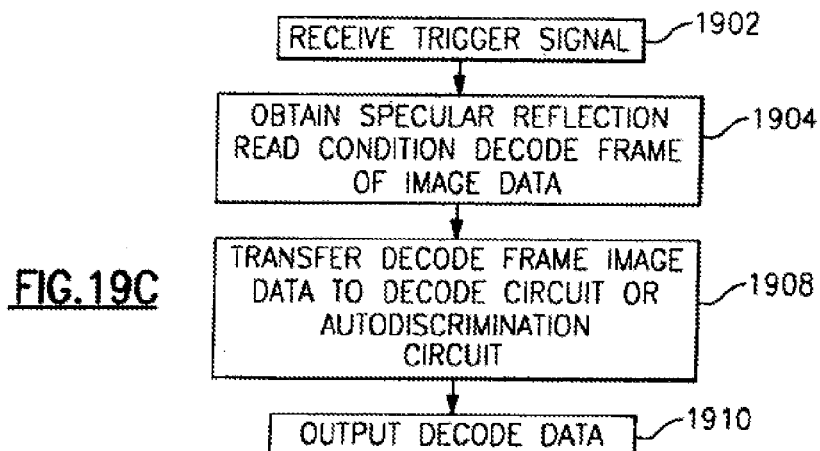 RECEIVE TRIGGER SIGNAL
1902
OBTAIN SPECULAR REFLECTION
READ CONDITION DECODE FRAME
OF IMAGE DATA
1904
FIG.19C
TRANSFER DECODE FRAME IMAGE
DATA TO DECODE CIRCUIT OR
AUTODISCRIMINATION
CIRCUIT
1908
OUTPUT DECODE DATA
1910